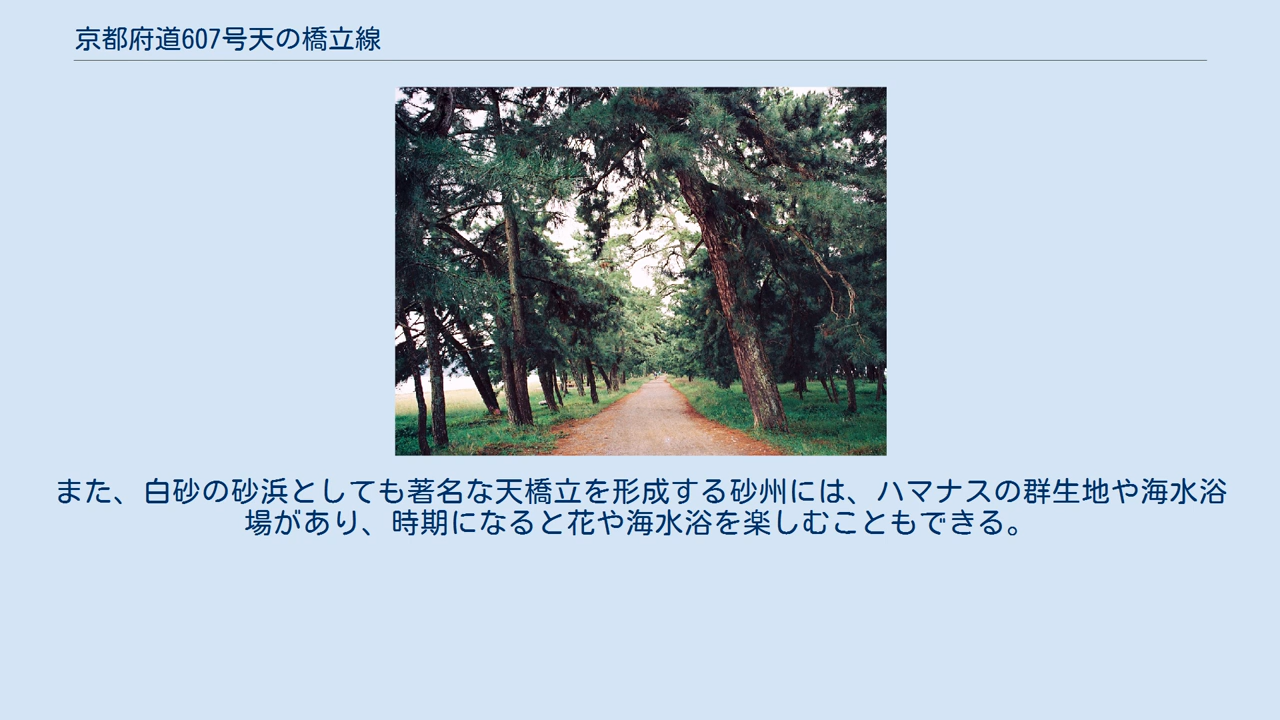 京都府道607号天の橋立線
また、白砂の砂浜としても著名な天橋立を形成する砂州には、ハマナスの群生地や海水浴
場があり、時期になると花や海水浴を楽しむこともできる。